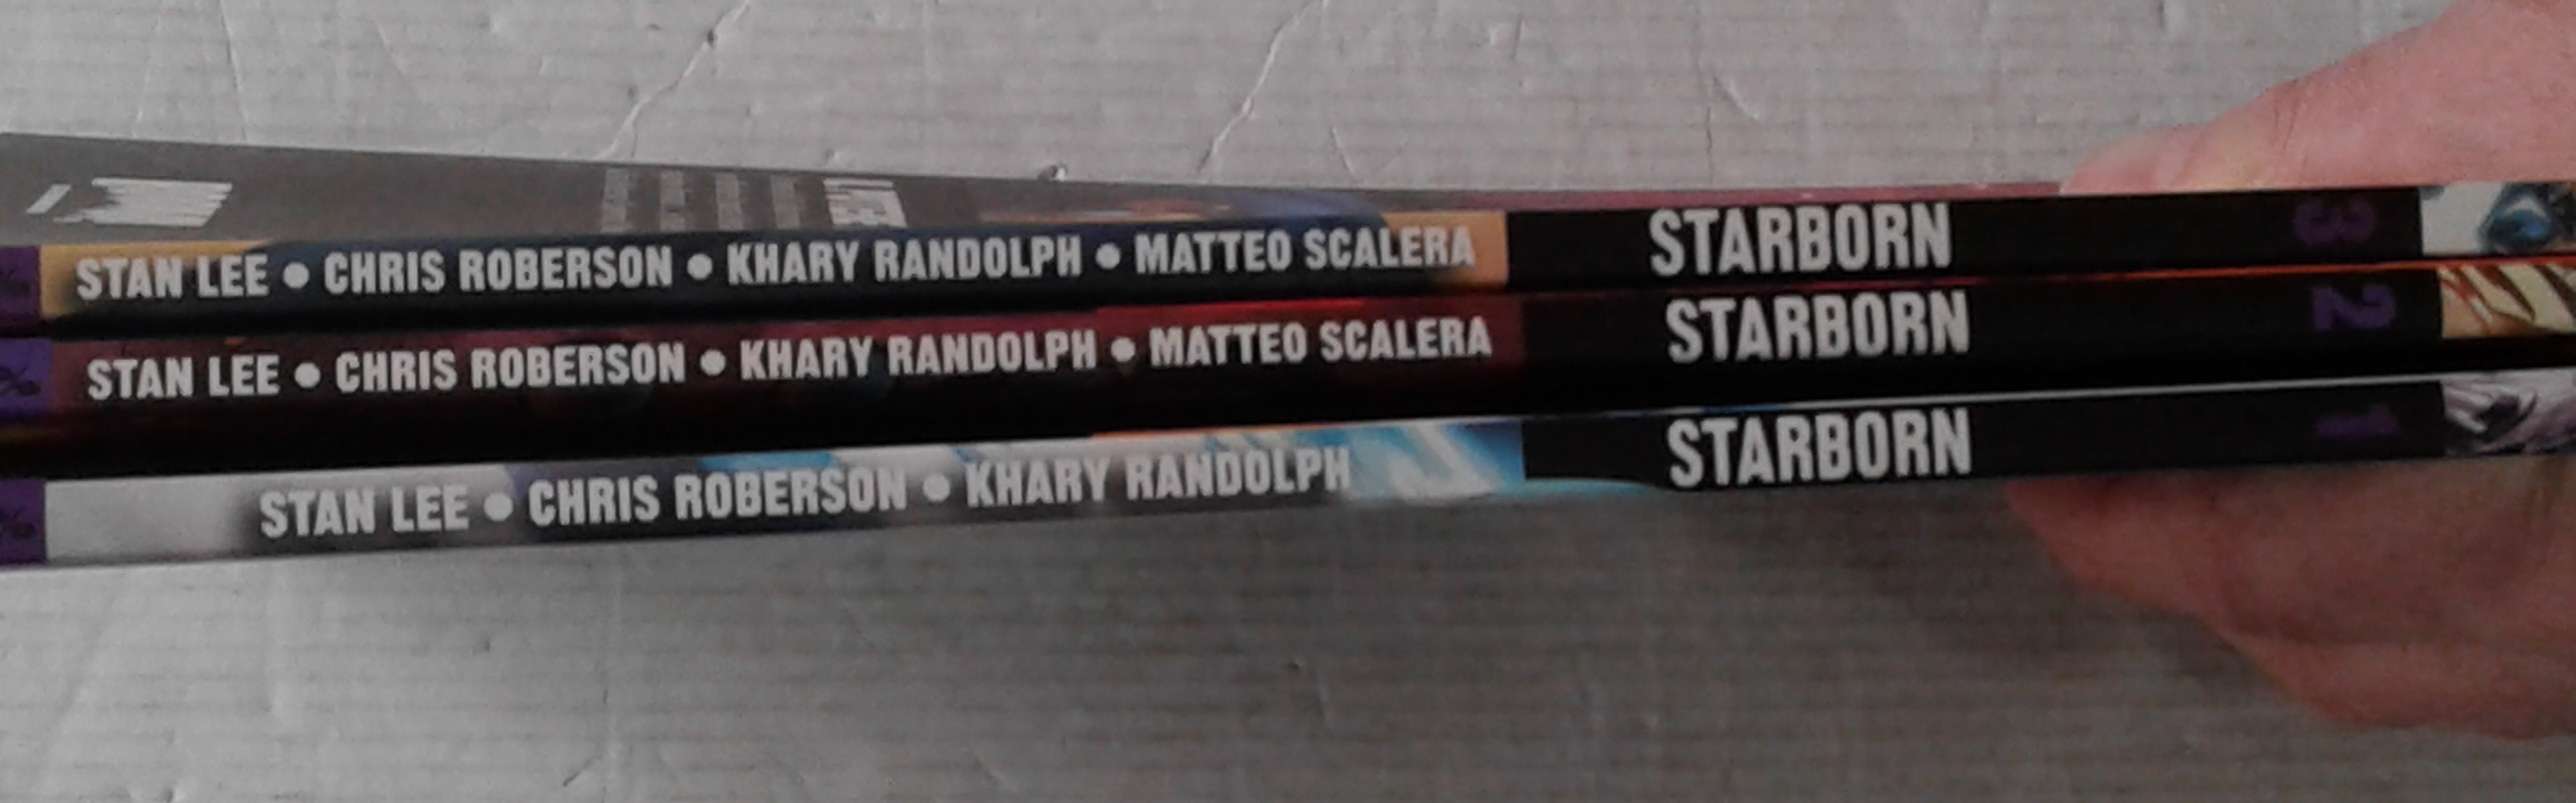 STAN LEE • CHRIS ROBERSON • KHARY RANDOLPH • MATTEO SCALERA STARBORN 3
STAN LEE • CHRIS ROBERSON • KHARY RANDOLPH • MATTEO SCALERA STARBORN 2
STAN LEE • CHRIS ROBERSON • KHARY RANDOLPH STARBORN 1